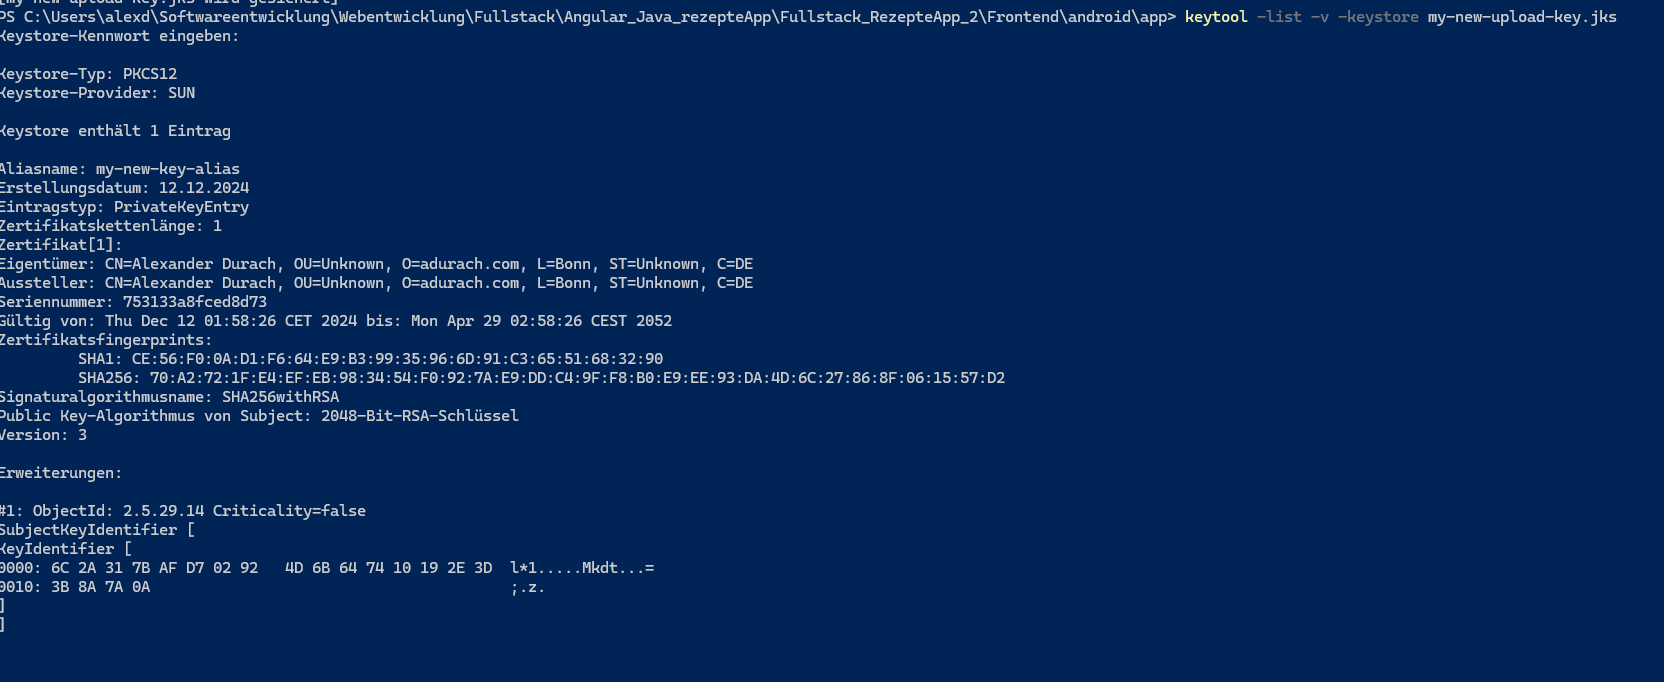 [my-new-upload-key.jks wird gesichert]
PS C:\Users\alexd\Softwareentwicklung\Webentwicklung\Fullstack\Angular_Java_rezepteApp\Fullstack_RezepteApp_2\Frontend\android\app> keytool -list -v -keystore my-new-upload-key.jks
Keystore-Kennwort eingeben:
Keystore-Typ: PKCS12
Keystore-Provider: SUN
Keystore enthält 1 Eintrag
Aliasname: my-new-key-alias
Erstellungsdatum: 12.12.2024
Eintragstyp: PrivateKeyEntry
Zertifikatskettenlänge: 1
Zertifikat[1]:
Eigentümer: CN=Alexander Durach, OU=Unknown, O=adurach.com, L=Bonn, ST=Unknown, C=DE
Aussteller: CN=Alexander Durach, OU=Unknown, O=adurach.com, L=Bonn, ST=Unknown, C=DE
Seriennummer: 753133a8fced8d73
Gültig von: Thu Dec 12 01:58:26 CET 2024 bis: Mon Apr 29 02:58:26 CEST 2052
Zertifikatsfingerprints:
SHA1: CE:56:F0:0A:D1:F6:64:E9:B3:99:35:96:6D:91:C3:65:51:68:32:90
SHA256: 70:A2:72:1F:E4:EF:EB:98:34:54:F0:92:7A:E9:DD:C4:9F:F8:B0:E9:EE:93:DA:4D:6C:27:86:8F:06:15:57:D2
Signaturalgorithmusname: SHA256withRSA
Public Key-Algorithmus von Subject: 2048-Bit-RSA-Schlüssel
Version: 3
Erweiterungen:
#1: ObjectId: 2.5.29.14 Criticality=false
SubjectKeyIdentifier [
KeyIdentifier [
0000: 6C 2A 31 7B AF D7 02 92   4D 6B 64 74 10 19 2E 3D  l*1.....Mkdt...=
0010: 3B 8A 7A 0A                                        ;.z.
]
]